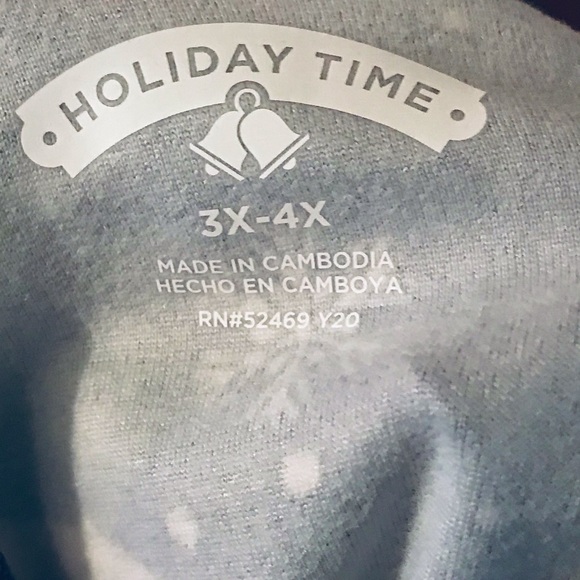 HOLIDAY TIME
3X-4X
MADE IN CAMBODIA
HECHO EN CAMBOYA
RN#52469 Y20